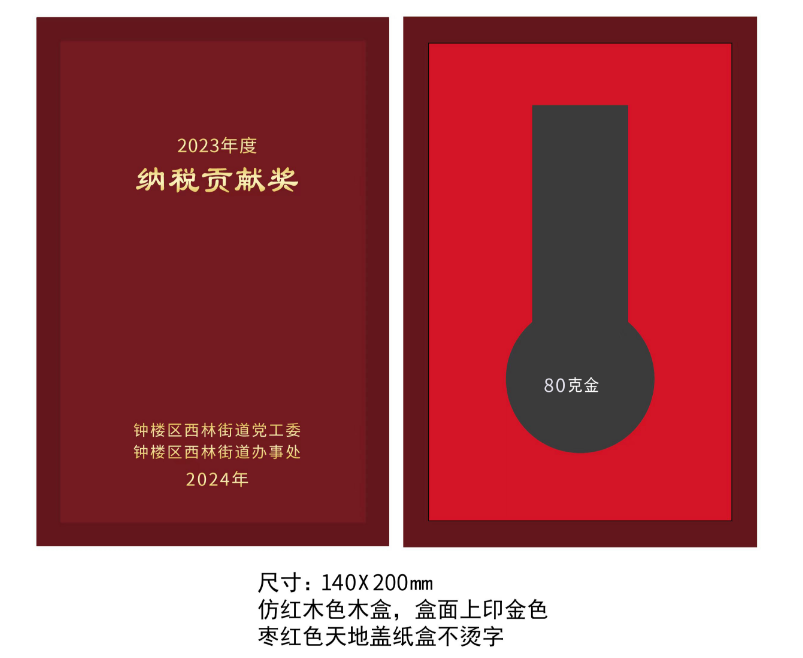 2023年度
纳税贡献奖
钟楼区西林街道党工委
钟楼区西林街道办事处
2024年
80克金
尺寸：140X200mm
仿红木色木盒，盒面上印金色
枣红色天地盖纸盒不烫字